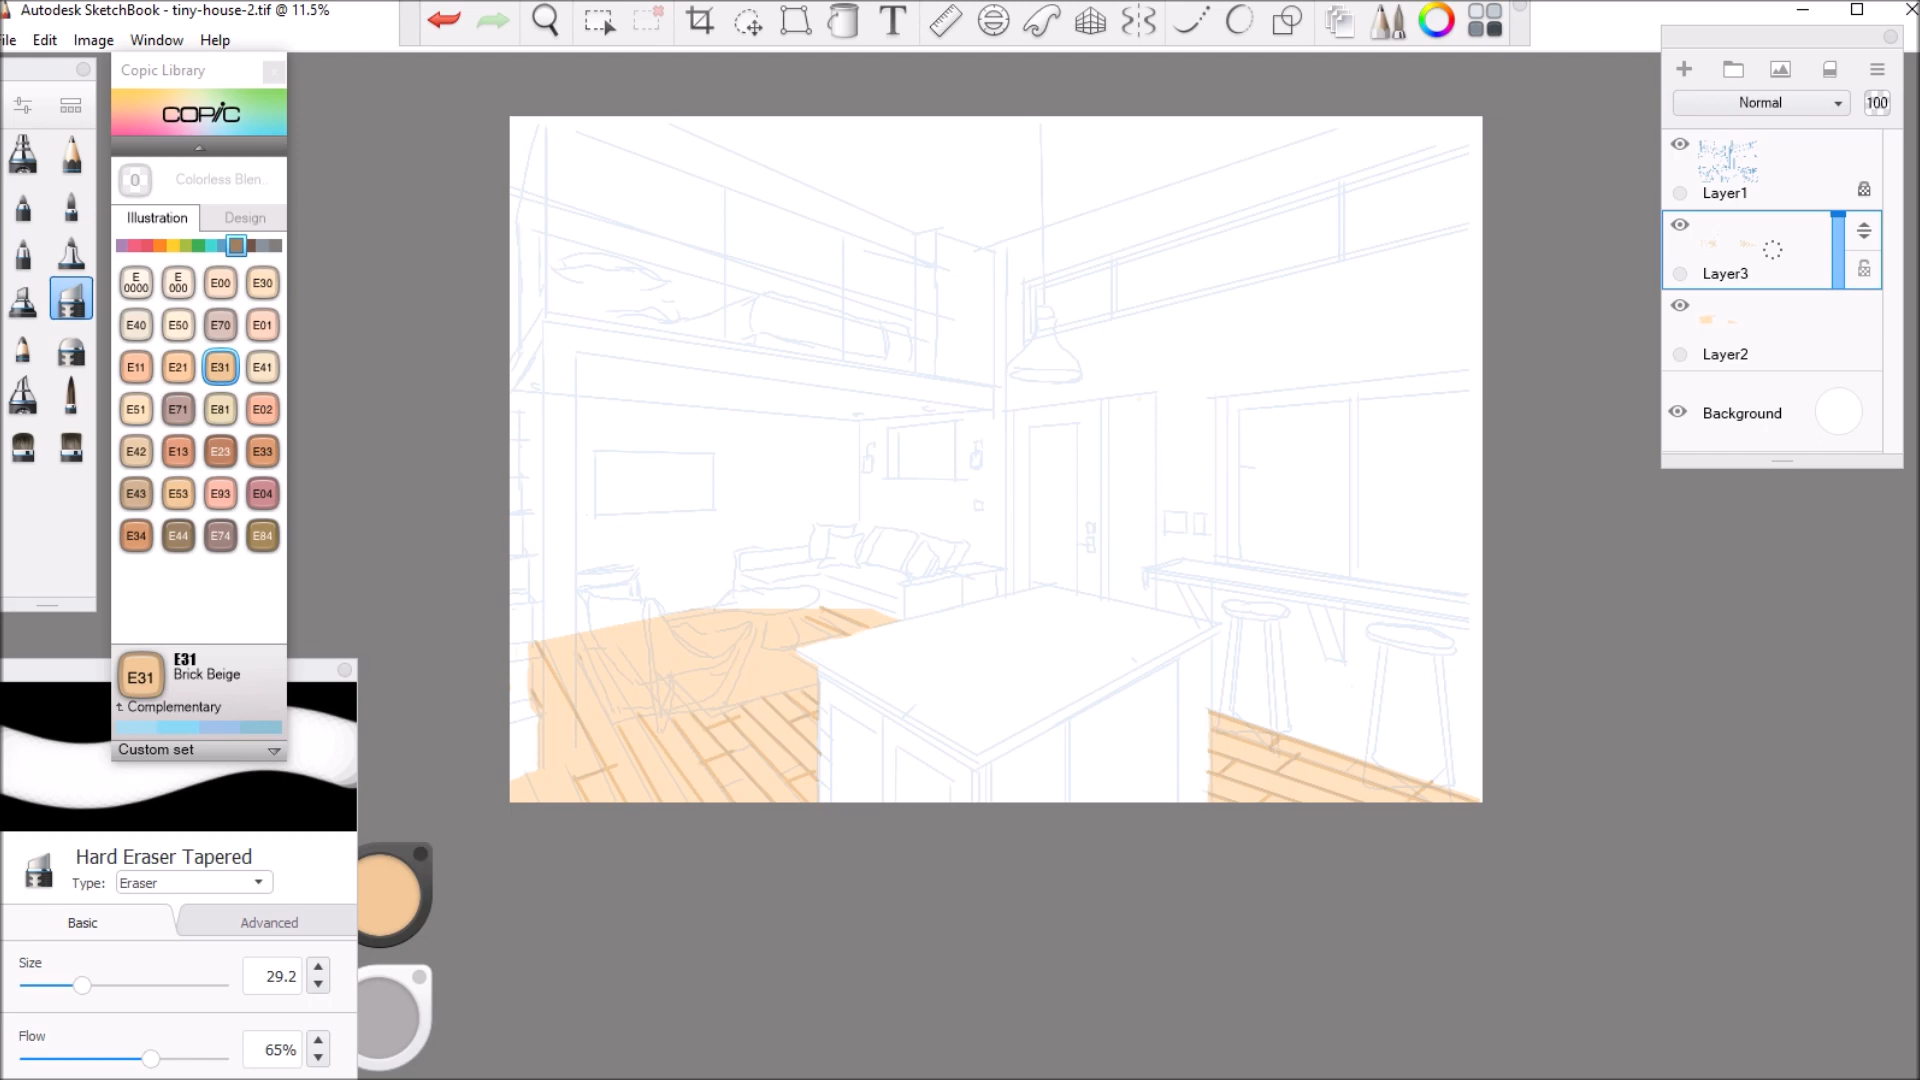 Autodesk SketchBook - tiny-house-2.tif @ 11.5%
ile Edit Image Window Help
T
Copic Library
COPIC
0 Colorless Blen..
Illustration Design
E0000 E000 E00 E30
E40 E50 E70 E01
E11 E21 E31 E41
E51 E71 E81 E02
E42 E13 E23 E33
E43 E53 E93 E04
E34 E44 E74 E84
E31
E31
Brick Beige
Complementary
Custom set
Hard Eraser Tapered
Type: Eraser
Basic Advanced
Size
29.2
Flow
65%
Normal 100
Layer1
Layer3
Layer2
Background